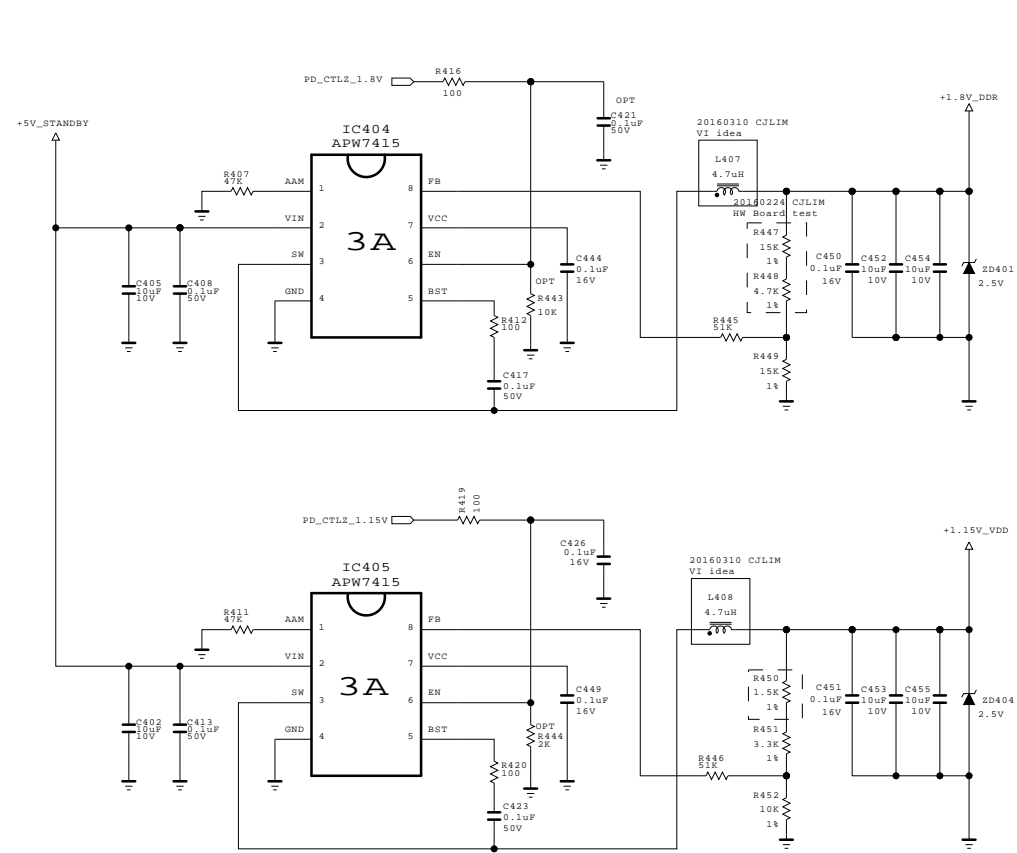 PD_CTLZ_1.8V
R416
100
OPT
C421
0.1uF
50V
+5V_STANDBY
IC404
APW7415
3A
R407
47K
AAM
VIN
SW
GND
1
2
3
4
8
7
6
5
FB
VCC
EN
BST
C405
10uF
10V
C408
0.1uF
50V
OPT
R443
10K
C444
0.1uF
16V
R412
100
C417
0.1uF
50V
20160310 CJLIM
VI idea
L407
4.7uH
+1.8V_DDR
20160224 CJLIM
HW Board test
R447
15K
1%
R448
4.7K
1%
R445
51K
R449
15K
1%
C450
0.1uF
16V
C452
10uF
10V
C454
10uF
10V
ZD401
2.5V
PD_CTLZ_1.15V
R419
100
C426
0.1uF
16V
IC405
APW7415
3A
R411
47K
AAM
VIN
SW
GND
1
2
3
4
8
7
6
5
FB
VCC
EN
BST
C402
10uF
10V
C413
0.1uF
50V
OPT
R444
2K
C449
0.1uF
16V
R420
100
C423
0.1uF
50V
20160310 CJLIM
VI idea
L408
4.7uH
+1.15V_VDD
R450
1.5K
1%
R451
3.3K
1%
R446
51K
R452
10K
1%
C451
0.1uF
16V
C453
10uF
10V
C455
10uF
10V
ZD404
2.5V